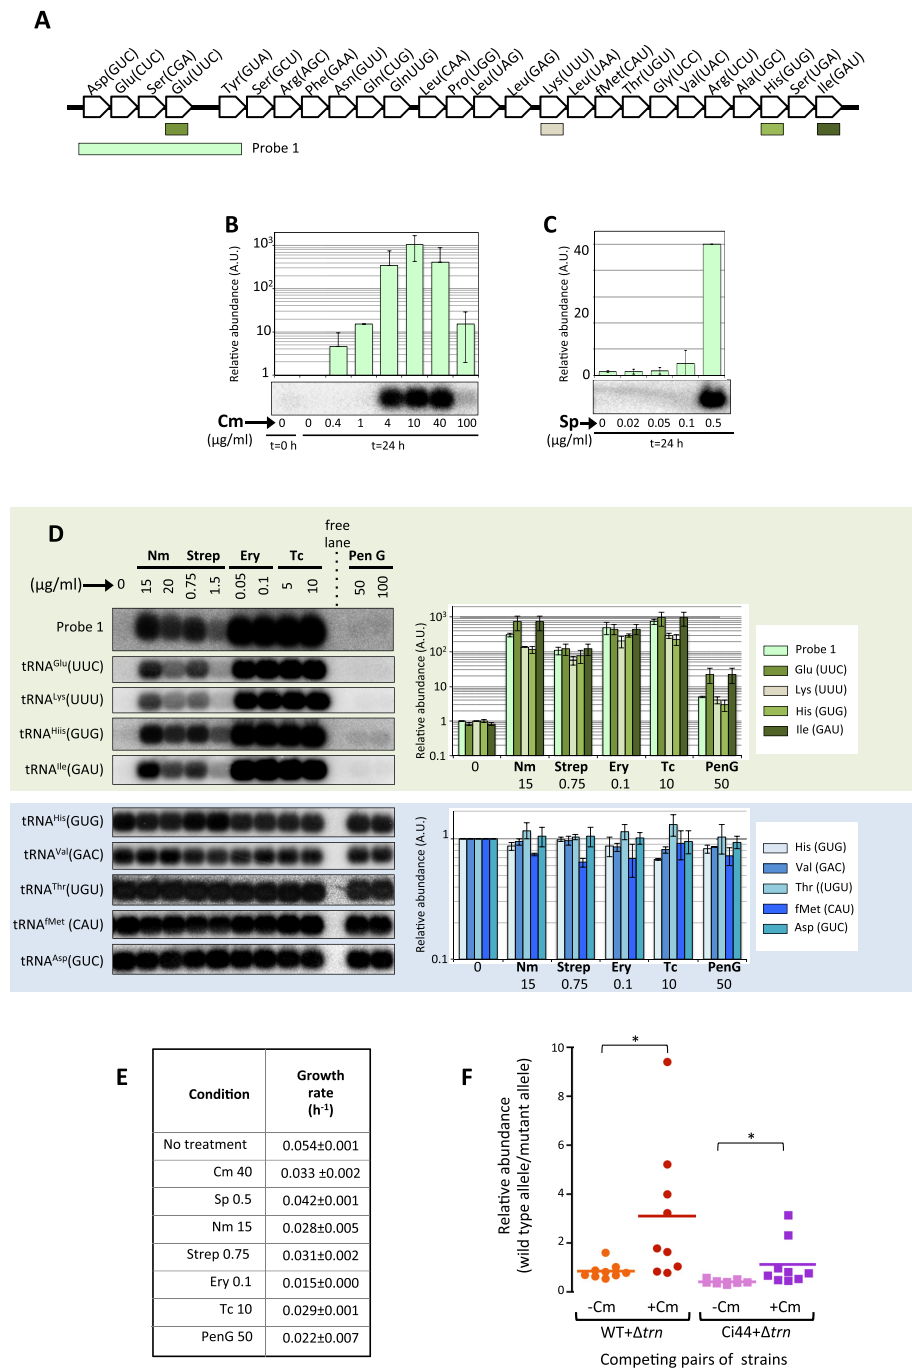 A
Asp(GUC) Glu(CUC) Ser(CGA) Glu(UUC) Tyr(GUA) Ser(GCU) Arg(AGC) Phe(GAA) Asn(GUU) Gln(CUG) GlnUUG) Leu(CAA) Pro(UGG) Leu(UAG) Leu(GAG) Lys(UUU) Leu(UAA) fMet(CAU) Thr(UGU) Gly(UCC) Val(UAC) Arg(UCU) Ala(UGC) His(GUG) Ser(UGA) Ile(GAU)
Probe 1
B
Relative abundance (A.U.)
10³
10²
10
1
Cm 0 0 0.4 1 4 10 40 100
(μg/ml) t=0 h t=24 h
C
Relative abundance (A.U.)
40
20
0
Sp 0 0.02 0.05 0.1 0.5
(μg/ml) t=24 h
D
free
lane
Nm Strep Ery Tc Pen G
(μg/ml) 0 15 20 0.75 1.5 0.05 0.1 5 10 50 100
Probe 1
tRNAGlu(UUC)
tRNALys(UUU)
tRNAHiis(GUG)
tRNAIle(GAU)
Relative abundance (A.U.)
10³
10²
10
1
0.1
0 Nm Strep Ery Tc PenG
15 0.75 0.1 10 50
Probe 1
Glu (UUC)
Lys (UUU)
His (GUG)
Ile (GAU)
tRNAHis(GUG)
tRNAVal(GAC)
tRNAThr(UGU)
tRNAfMet (CAU)
tRNAAsp(GUC)
Relative abundance (A.U.)
1
0.1
0 Nm Strep Ery Tc PenG
15 0.75 0.1 10 50
His (GUG)
Val (GAC)
Thr ((UGU)
fMet (CAU)
Asp (GUC)
E
Condition Growth rate (h⁻¹)
No treatment 0.054±0.001
Cm 40 0.033 ±0.002
Sp 0.5 0.042±0.001
Nm 15 0.028±0.005
Strep 0.75 0.031±0.002
Ery 0.1 0.015±0.000
Tc 10 0.029±0.001
PenG 50 0.022±0.007
F
Relative abundance
(wild type allele/mutant allele)
10
8
6
4
2
0
*
*
-Cm +Cm -Cm +Cm
WT+Δtrn Ci44+Δtrn
Competing pairs of strains